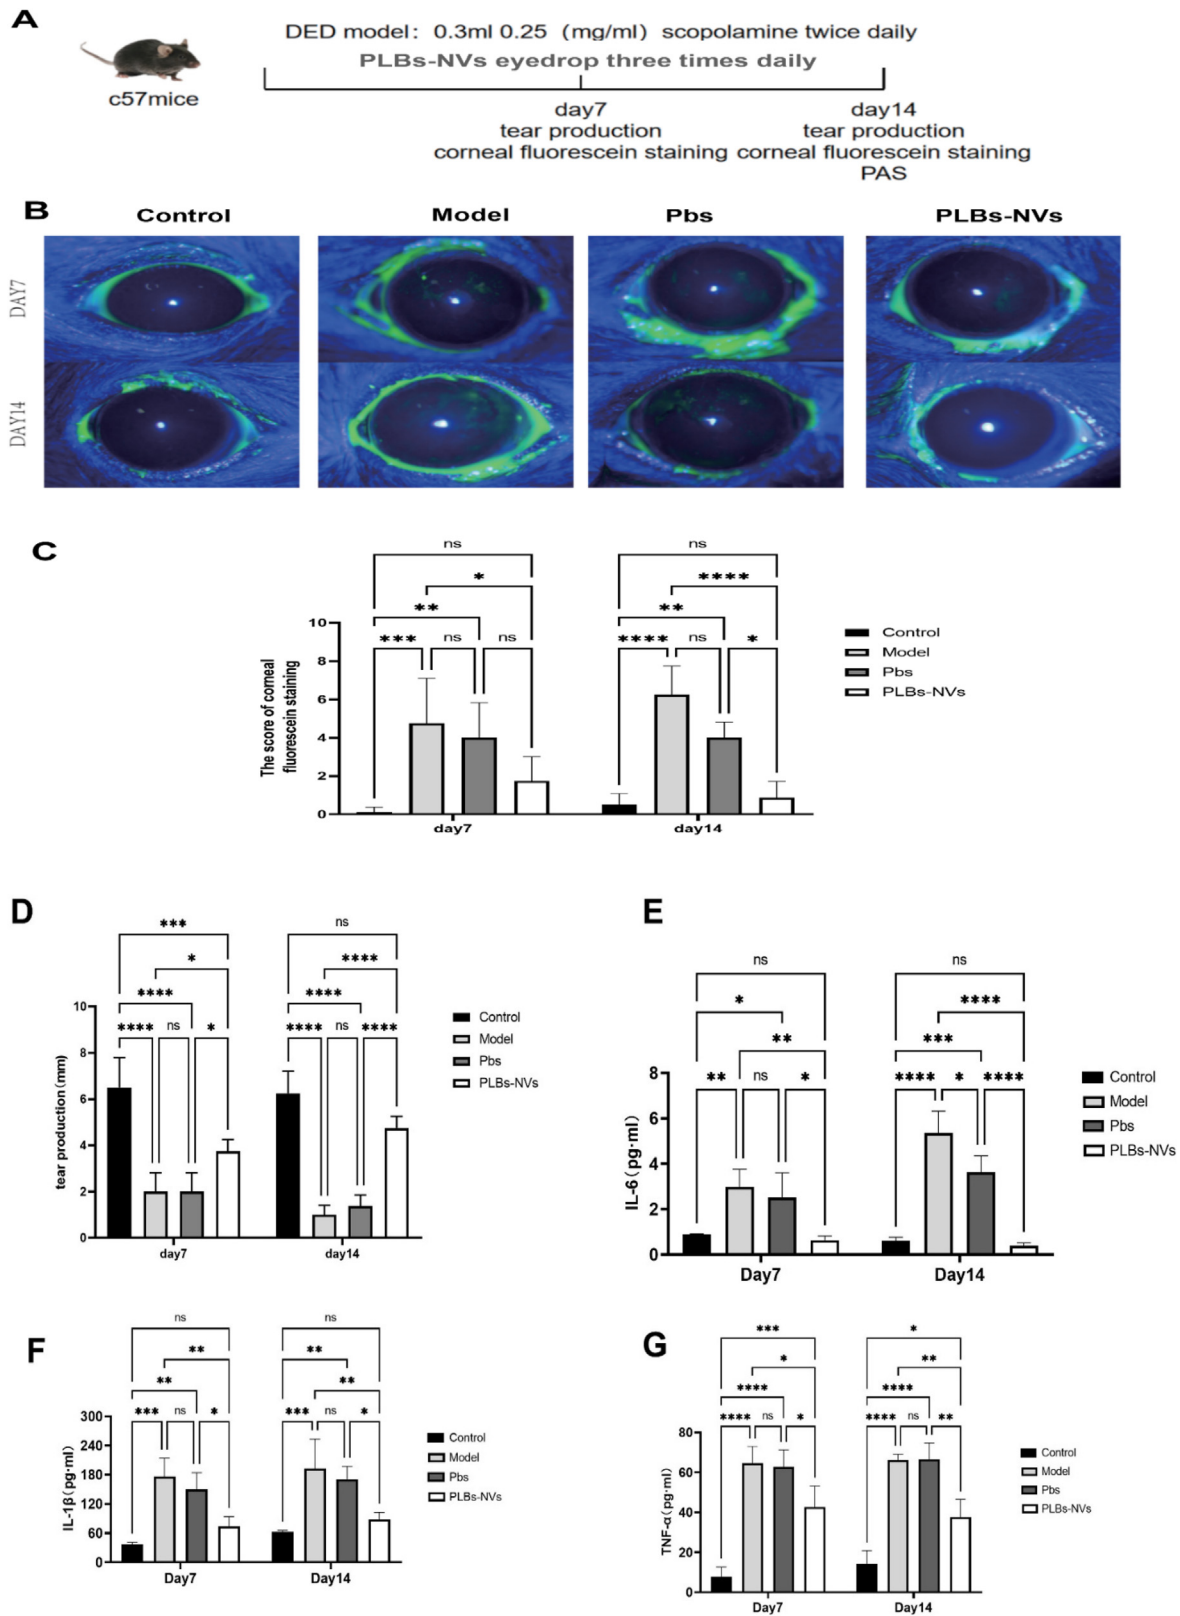 A
DED model: 0.3ml 0.25 (mg/ml) scopolamine twice daily
PLBs-NVs eyedrop three times daily
c57mice
day7
tear production
corneal fluorescein staining
day14
tear production
corneal fluorescein staining
PAS
B
Control
Model
Pbs
PLBs-NVs
DAY7
DAY14
C
ns
*
**
***
ns
ns
ns
****
**
****
ns
*
The score of corneal
fluorescein staining
10
8
6
4
2
0
day7
day14
Control
Model
Pbs
PLBs-NVs
D
***
*
****
****
ns
*
ns
****
****
****
ns
****
tear production(mm)
10
8
6
4
2
0
day7
day14
Control
Model
Pbs
PLBs-NVs
E
ns
*
**
**
ns
*
ns
****
***
****
*
****
IL-6(pg·ml)
8
6
4
2
0
Day7
Day14
Control
Model
Pbs
PLBs-NVs
F
ns
**
**
***
ns
*
ns
**
**
***
ns
*
IL-1β(pg·ml)
300
240
180
120
60
0
Day7
Day14
Control
Model
Pbs
PLBs-NVs
G
***
*
****
****
ns
*
*
**
****
****
ns
**
TNF-α(pg·ml)
80
60
40
20
0
Day7
Day14
Control
Model
Pbs
PLBs-NVs